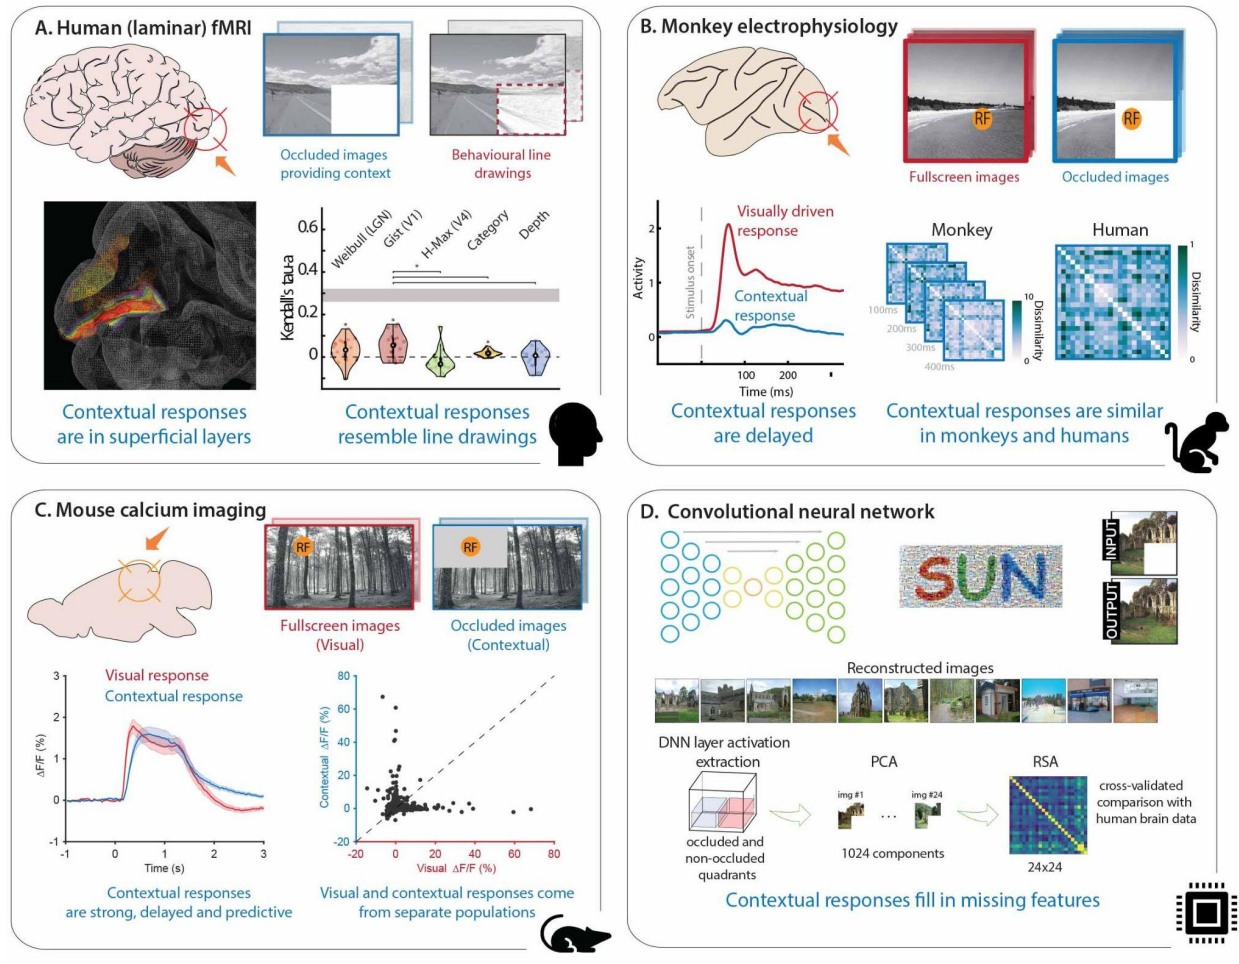 A. Human (laminar) fMRI
Occluded images
providing context
Behavioural line
drawings
Weibull (LGN)
Gist (V1)
H-Max (V4)
Category
Depth
Kendall's tau-a
0.6
0.4
0.2
0
*
*
*
*
Contextual responses
are in superficial layers
Contextual responses
resemble line drawings
B. Monkey electrophysiology
RF
RF
Fullscreen images
Occluded images
Activity
2
1
0
Stimulus onset
Visually driven
response
Contextual
response
100
200
Time (ms)
Monkey
100ms
200ms
300ms
400ms
10
0
Dissimilarity
Human
1
0
Dissimilarity
Contextual responses
are delayed
Contextual responses are similar
in monkeys and humans
C. Mouse calcium imaging
RF
RF
Fullscreen images
(Visual)
Occluded images
(Contextual)
Visual response
Contextual response
ΔF/F (%)
3
2
1
0
-1
-1
0
1
2
3
Time (s)
Contextual ΔF/F (%)
80
60
40
20
0
-20
-20
0
20
40
60
80
Visual ΔF/F (%)
Contextual responses
are strong, delayed and predictive
Visual and contextual responses come
from separate populations
D. Convolutional neural network
SUN
INPUT
OUTPUT
Reconstructed images
DNN layer activation
extraction
occluded and
non-occluded
quadrants
PCA
img #1
...
img #24
1024 components
RSA
24x24
cross-validated
comparison with
human brain data
Contextual responses fill in missing features